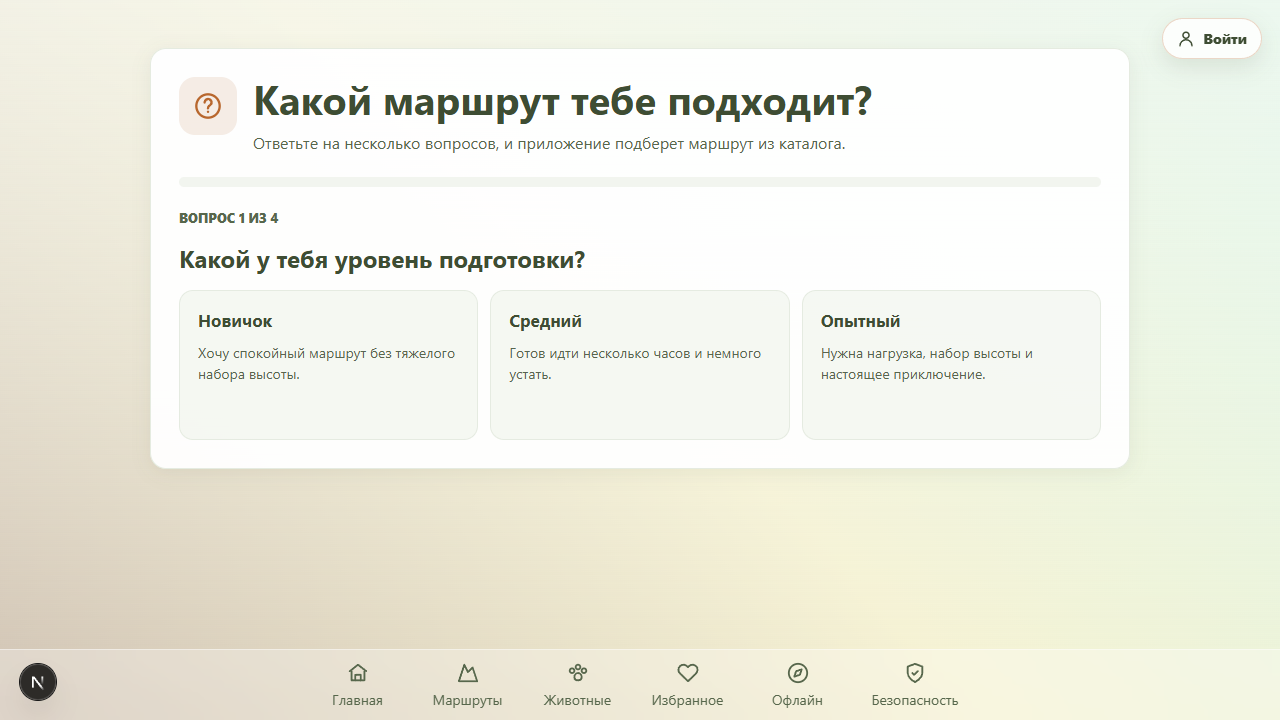 Войти
Какой маршрут тебе подходит?
Ответьте на несколько вопросов, и приложение подберет маршрут из каталога.
ВОПРОС 1 ИЗ 4
Какой у тебя уровень подготовки?
Новичок
Хочу спокойный маршрут без тяжелого
набора высоты.
Средний
Готов идти несколько часов и немного
устать.
Опытный
Нужна нагрузка, набор высоты и
настоящее приключение.
N
Главная
Маршруты
Животные
Избранное
Офлайн
Безопасность